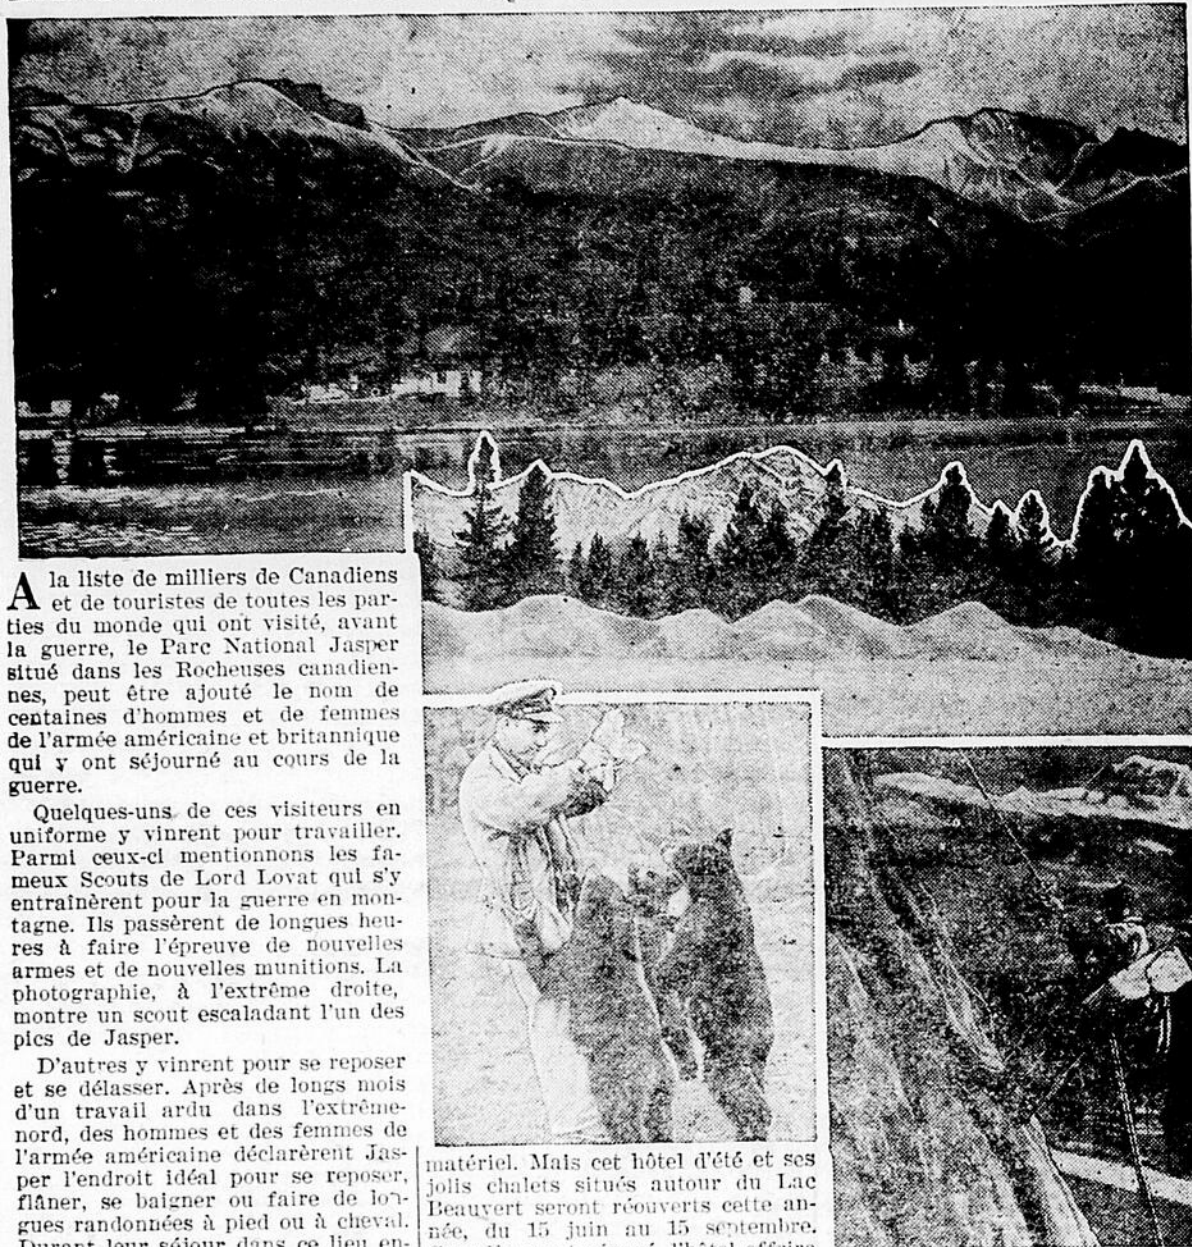 A la liste de milliers de Canadiens
et de touristes de toutes les par-
ties du monde qui ont visité, avant
la guerre, le Parc National Jasper
situé dans les Rocheuses canadien-
nes, peut être ajouté le nom de
centaines d'hommes et de femmes
de l'armée américaine et britannique
qui y ont séjourné au cours de la
guerre.
Quelques-uns de ces visiteurs en
uniforme y vinrent pour travailler.
Parmi ceux-ci mentionnons les fa-
meux Scouts de Lord Lovat qui s'y
entraînèrent pour la guerre en mon-
tagne. Ils passèrent de longues heu-
res à faire l'épreuve de nouvelles
armes et de nouvelles munitions. La
photographie, à l'extrême droite,
montre un scout escaladant l'un des
pics de Jasper.
D'autres y vinrent pour se reposer
et se délasser. Après de longs mois
d'un travail ardu dans l'extrême-
nord, des hommes et des femmes de
l'armée américaine déclarèrent Jas-
per l'endroit idéal pour se reposer,
flâner, se baigner ou faire de lon-
gues randonnées à pied ou à cheval.
Durant leur séjour dans ce lieu en-
matériel. Mais cet hôtel d'été et ses
jolis chalets situés autour du Lac
Beauvert seront réouverts cette an-
née, du 15 juin au 15 septembre.